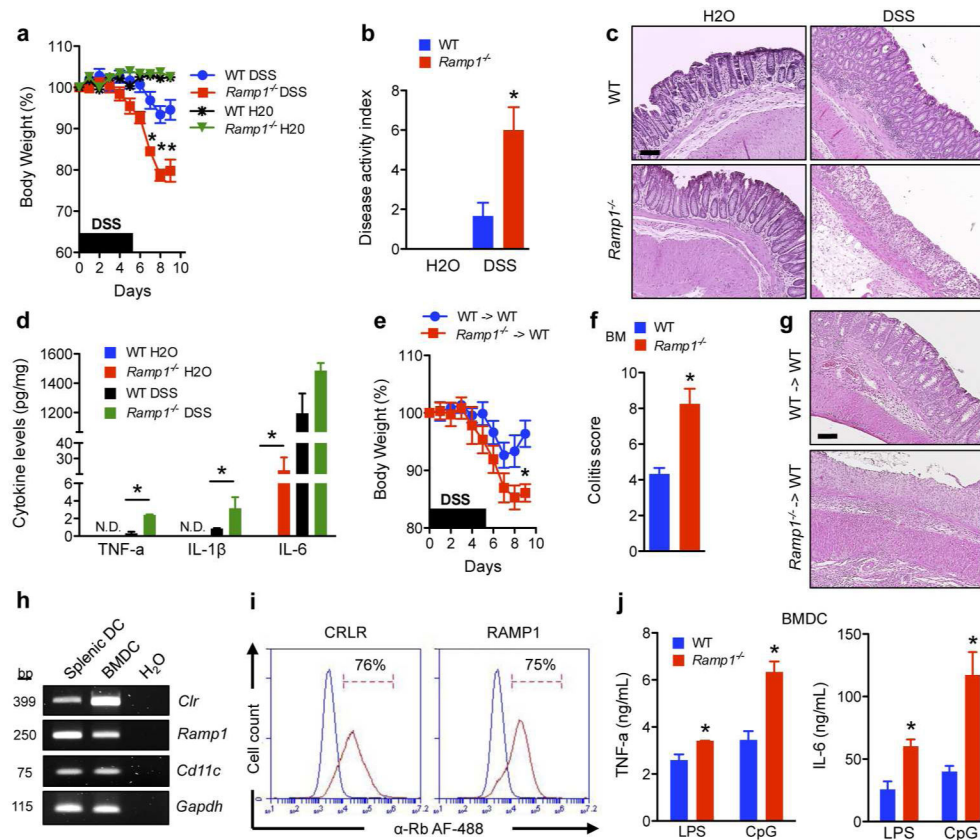 a
Body Weight (%)
110
100
90
80
70
60
DSS
0 2 4 6 8 10
Days
*
**
WT DSS
Ramp1-/- DSS
WT H20
Ramp1-/- H20
b
WT
Ramp1-/-
Disease activity index
8
6
4
2
0
*
H2O DSS
c
H2O DSS
WT
Ramp1-/-
d
WT H2O
Ramp1-/- H2O
WT DSS
Ramp1-/- DSS
Cytokine levels (pg/mg)
1600
1400
1200
40
30
20
6
4
2
0
N.D. * N.D. * *
TNF-a IL-1β IL-6
e
WT -> WT
Ramp1-/- -> WT
Body Weight (%)
110
100
90
80
*
DSS
0 2 4 6 8 10
Days
f
BM
WT
Ramp1-/-
Colitis score
10
8
6
4
2
0
*
g
WT -> WT
Ramp1-/- -> WT
h
Splenic DC
BMDC
H2O
bp
399 Clr
250 Ramp1
75 Cd11c
115 Gapdh
i
CRLR RAMP1
76% 75%
Cell count
α-Rb AF-488
j
BMDC
WT
Ramp1-/-
TNF-a (ng/mL)
8
6
4
2
0
* *
LPS CpG
IL-6 (ng/mL)
150
100
50
0
* *
LPS CpG